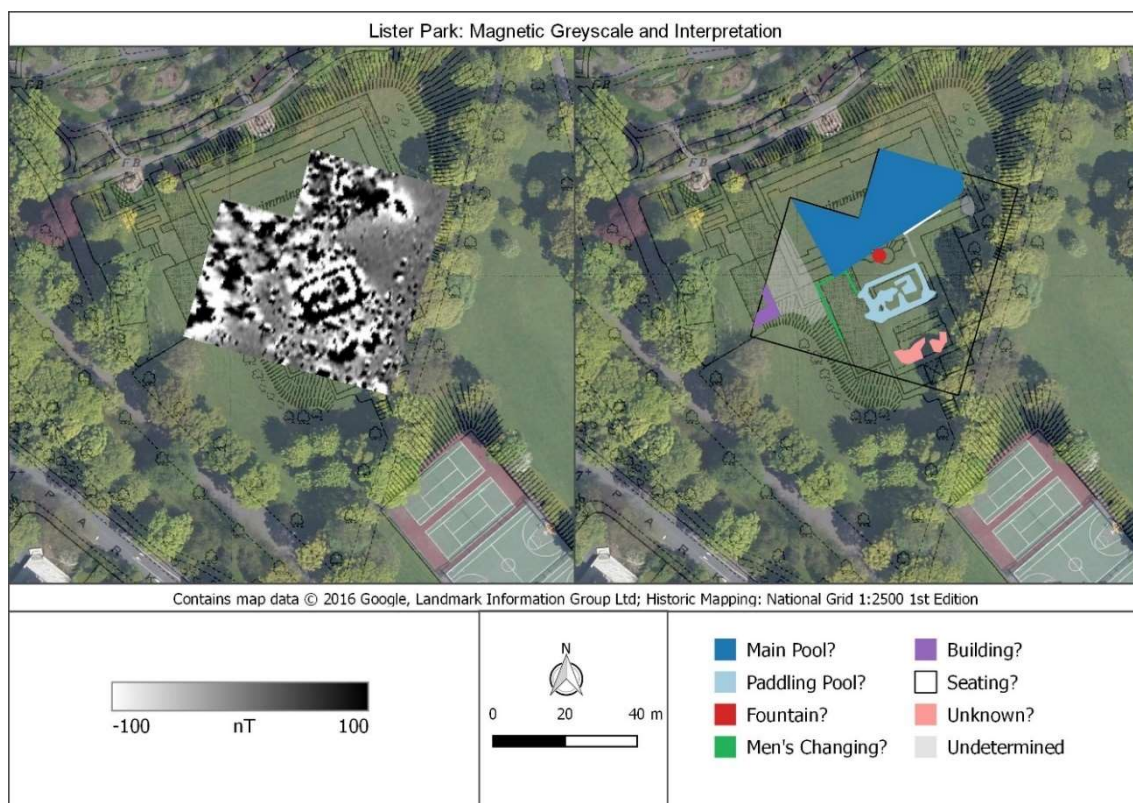 Lister Park: Magnetic Greyscale and Interpretation
F B
F.B
imming
F B
F.B
imming
P
A
R
K
P
A
R
Contains map data © 2016 Google, Landmark Information Group Ltd; Historic Mapping: National Grid 1:2500 1st Edition
-100 nT 100
N
0 20 40 m
Main Pool?
Paddling Pool?
Fountain?
Men's Changing?
Building?
Seating?
Unknown?
Undetermined